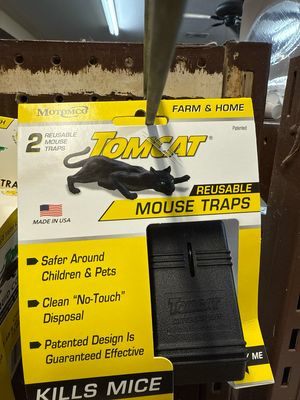 MOTOMCO
FARM & HOME
2 REUSABLE
MOUSE
TRAPS
Patented
TOMCAT®
REUSABLE
MOUSE TRAPS
MADE IN USA
• Safer Around
Children & Pets
• Clean "No-Touch"
Disposal
• Patented Design Is
Guaranteed Effective
TOMCAT
ME
KILLS MICE